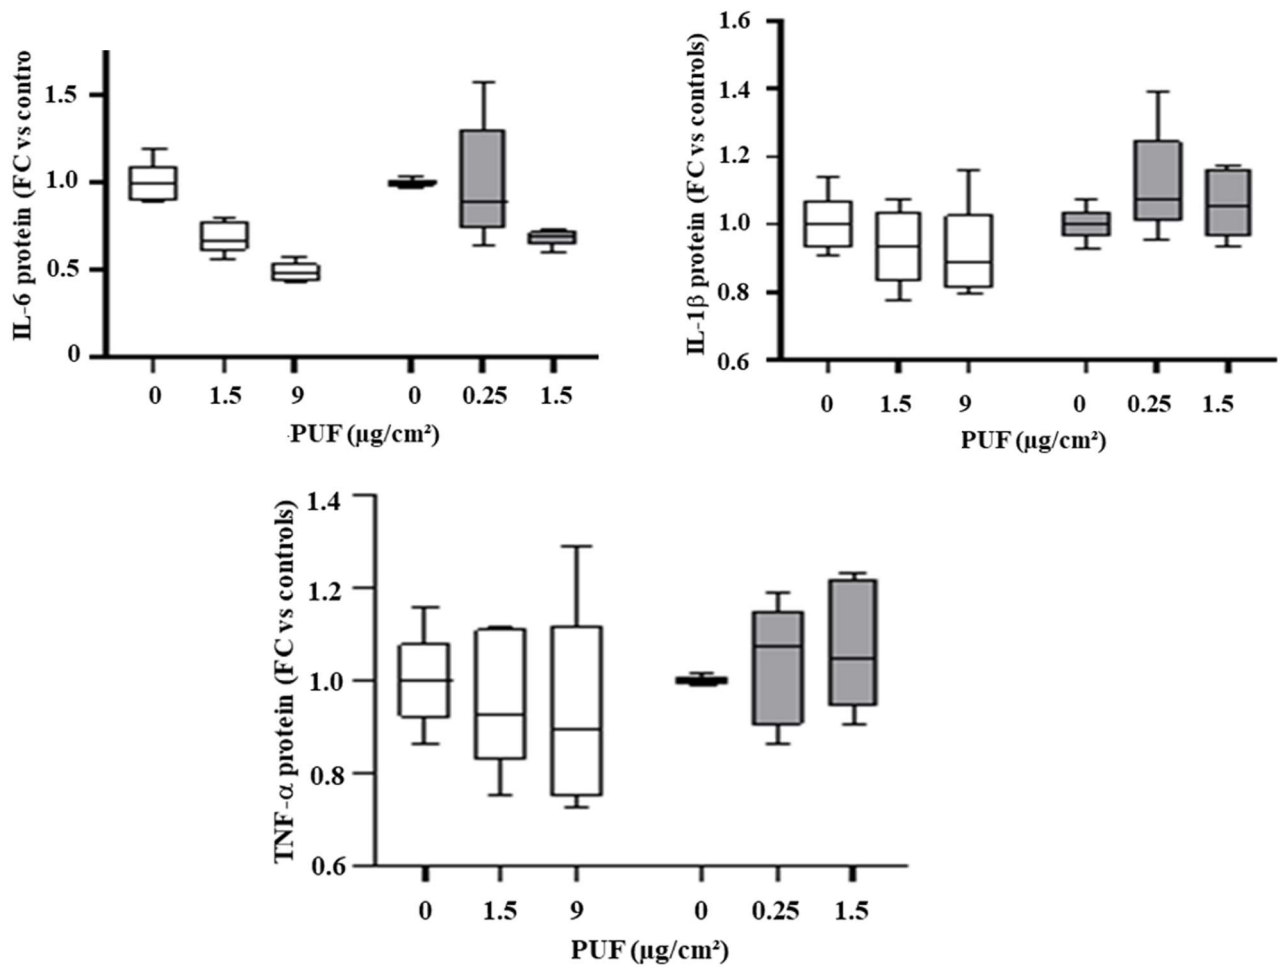 IL-6 protein (FC vs contro
1.5
1.0
0.5
0
0 1.5 9 0 0.25 1.5
PUF (µg/cm²)
IL-1β protein (FC vs controls)
1.6
1.4
1.2
1.0
0.8
0.6
0 1.5 9 0 0.25 1.5
PUF (µg/cm²)
TNF-α protein (FC vs controls)
1.4
1.2
1.0
0.8
0.6
0 1.5 9 0 0.25 1.5
PUF (µg/cm²)